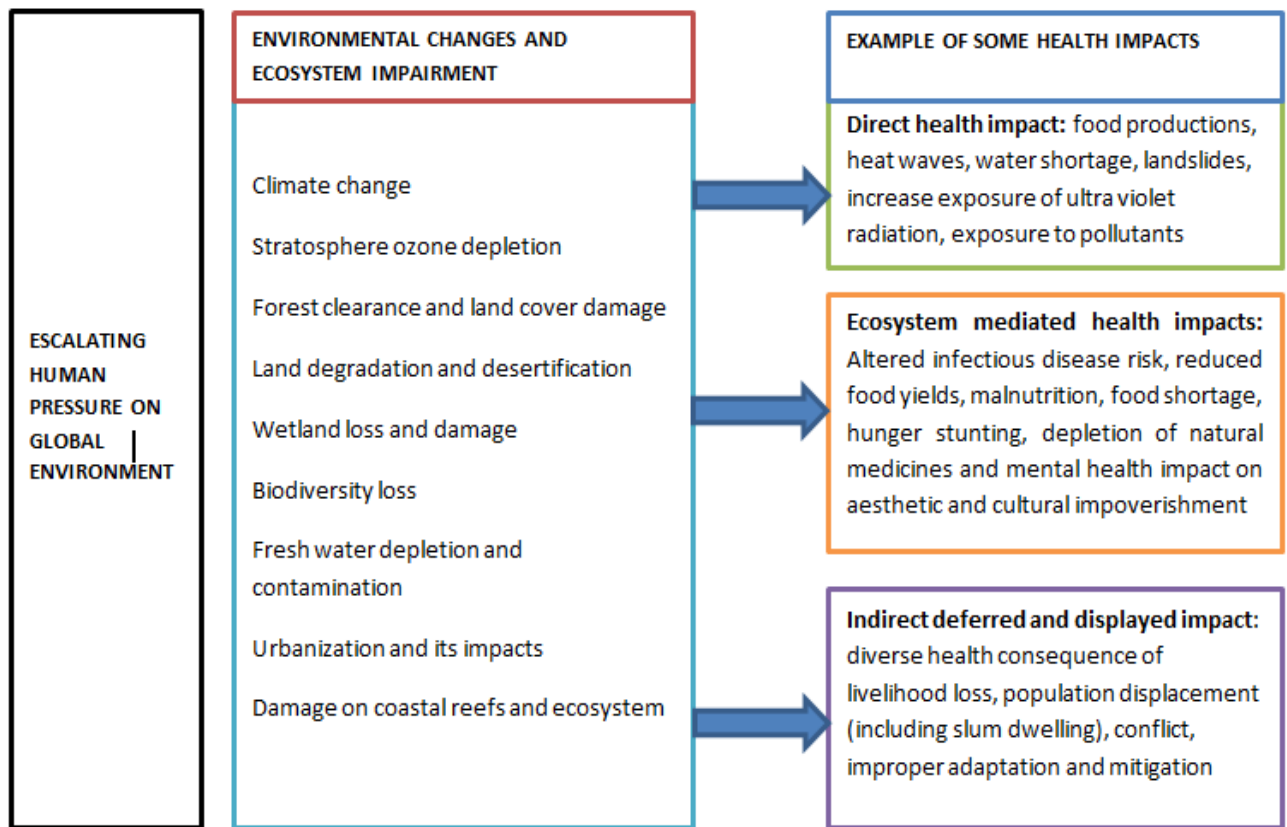 ESCALATING
HUMAN
PRESSURE ON
GLOBAL
ENVIRONMENT
ENVIRONMENTAL CHANGES AND
ECOSYSTEM IMPAIRMENT
Climate change
Stratosphere ozone depletion
Forest clearance and land cover damage
Land degradation and desertification
Wetland loss and damage
Biodiversity loss
Fresh water depletion and
contamination
Urbanization and its impacts
Damage on coastal reefs and ecosystem
EXAMPLE OF SOME HEALTH IMPACTS
Direct health impact: food productions,
heat waves, water shortage, landslides,
increase exposure of ultra violet
radiation, exposure to pollutants
Ecosystem mediated health impacts:
Altered infectious disease risk, reduced
food yields, malnutrition, food shortage,
hunger stunting, depletion of natural
medicines and mental health impact on
aesthetic and cultural impoverishment
Indirect deferred and displayed impact:
diverse health consequence of
livelihood loss, population displacement
(including slum dwelling), conflict,
improper adaptation and mitigation